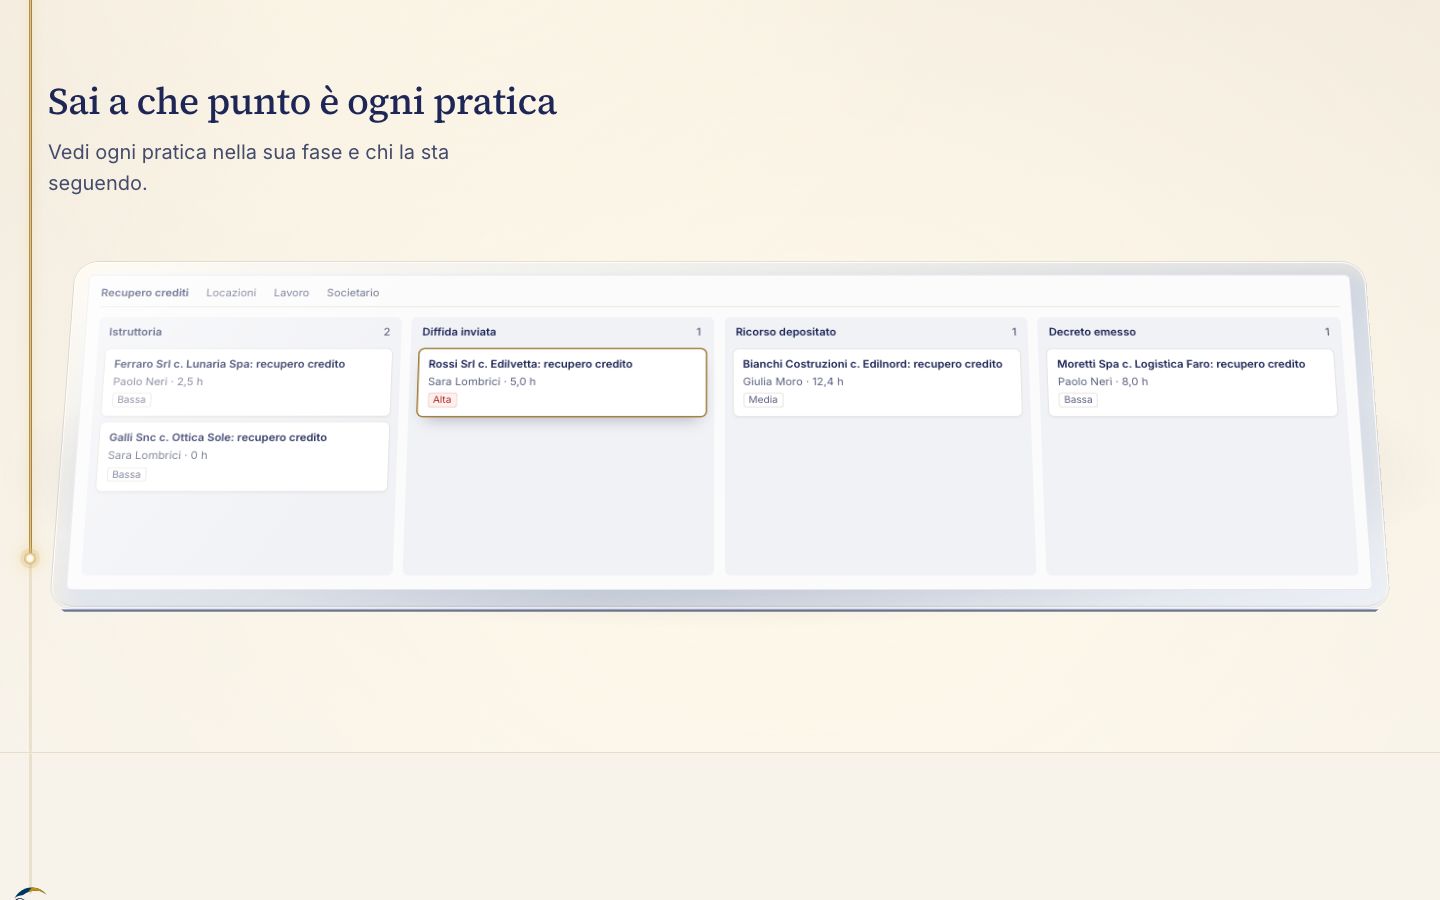 Sai a che punto è ogni pratica
Vedi ogni pratica nella sua fase e chi la sta
seguendo.
Recupero crediti Locazioni Lavoro Societario
Istruttoria 2
Ferraro Srl c. Lunaria Spa: recupero credito
Paolo Neri · 2,5 h
Bassa
Galli Snc c. Ottica Sole: recupero credito
Sara Lombrici · 0 h
Bassa
Diffida inviata 1
Rossi Srl c. Edilvetta: recupero credito
Sara Lombrici · 5,0 h
Alta
Ricorso depositato 1
Bianchi Costruzioni c. Edilnord: recupero credito
Giulia Moro · 12,4 h
Media
Decreto emesso 1
Moretti Spa c. Logistica Faro: recupero credito
Paolo Neri · 8,0 h
Bassa